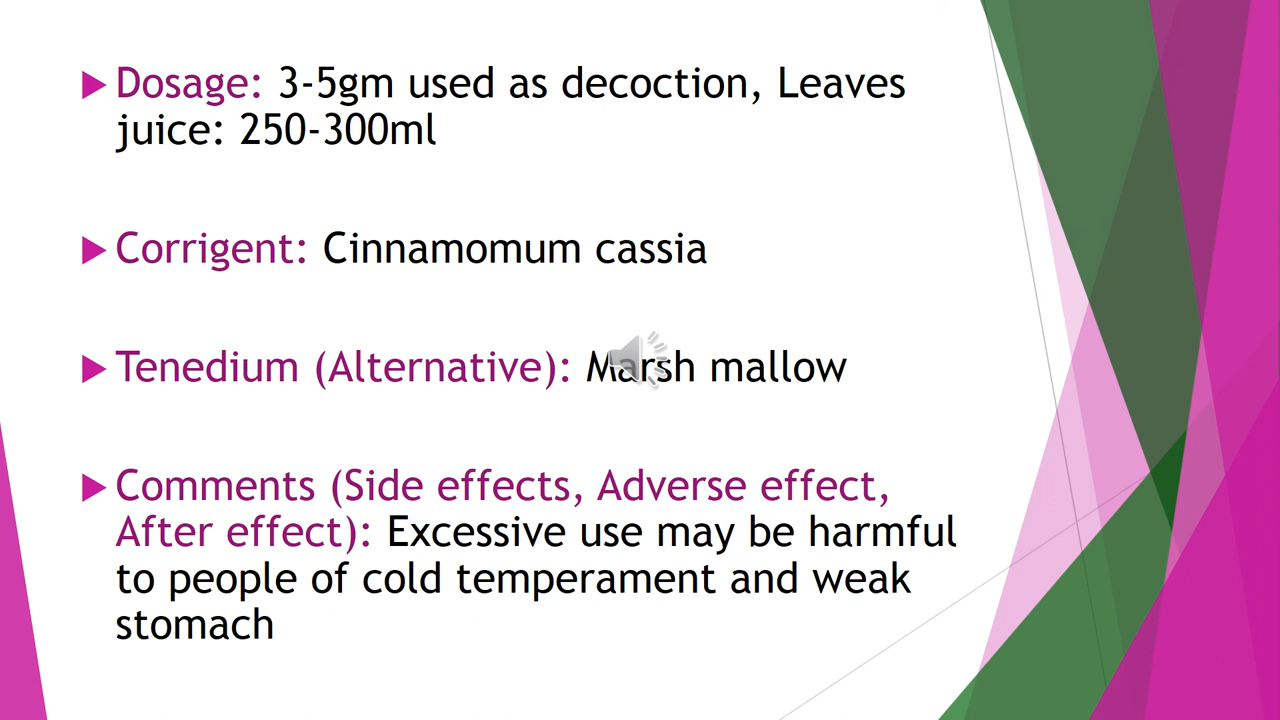 Dosage: 3-5gm used as decoction, Leaves
juice: 250-300ml
Corrigent: Cinnamomum cassia
Tenedium (Alternative): Marsh mallow
Comments (Side effects, Adverse effect,
After effect): Excessive use may be harmful
to people of cold temperament and weak
stomach